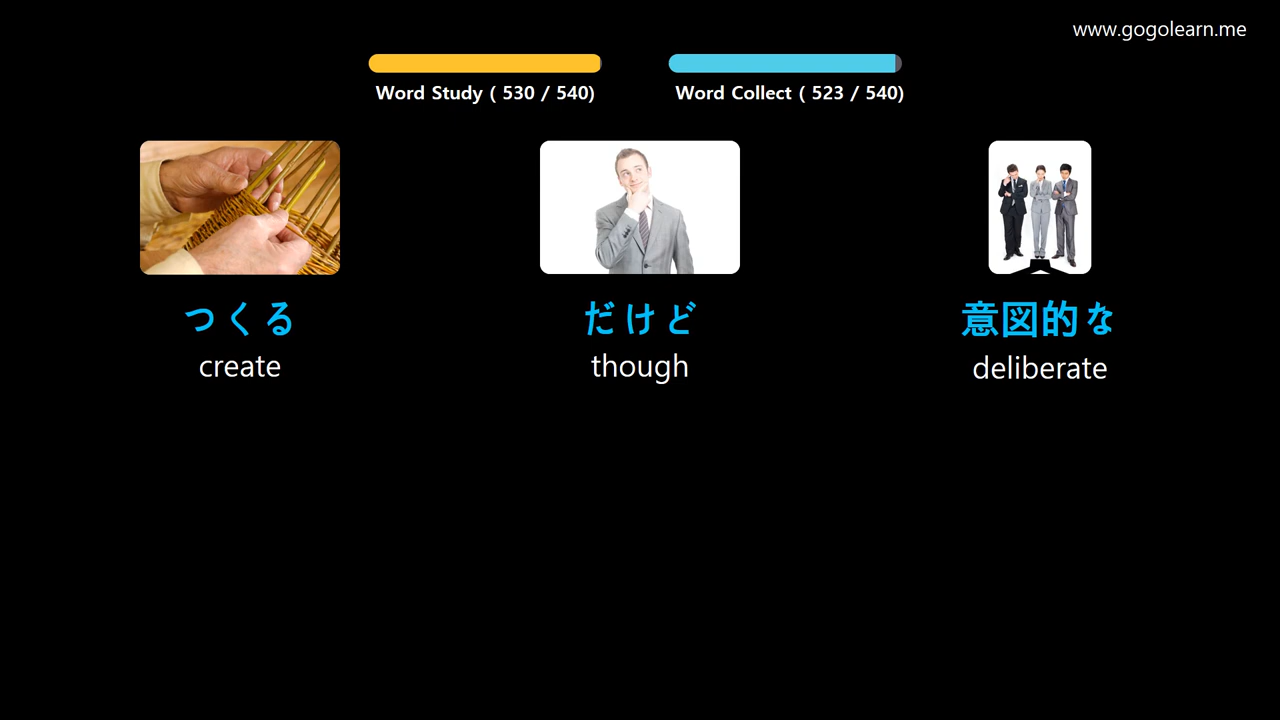 www.gogolearn.me
Word Study ( 530 / 540)
Word Collect ( 523 / 540)
つくる
create
だけど
though
意図的な
deliberate